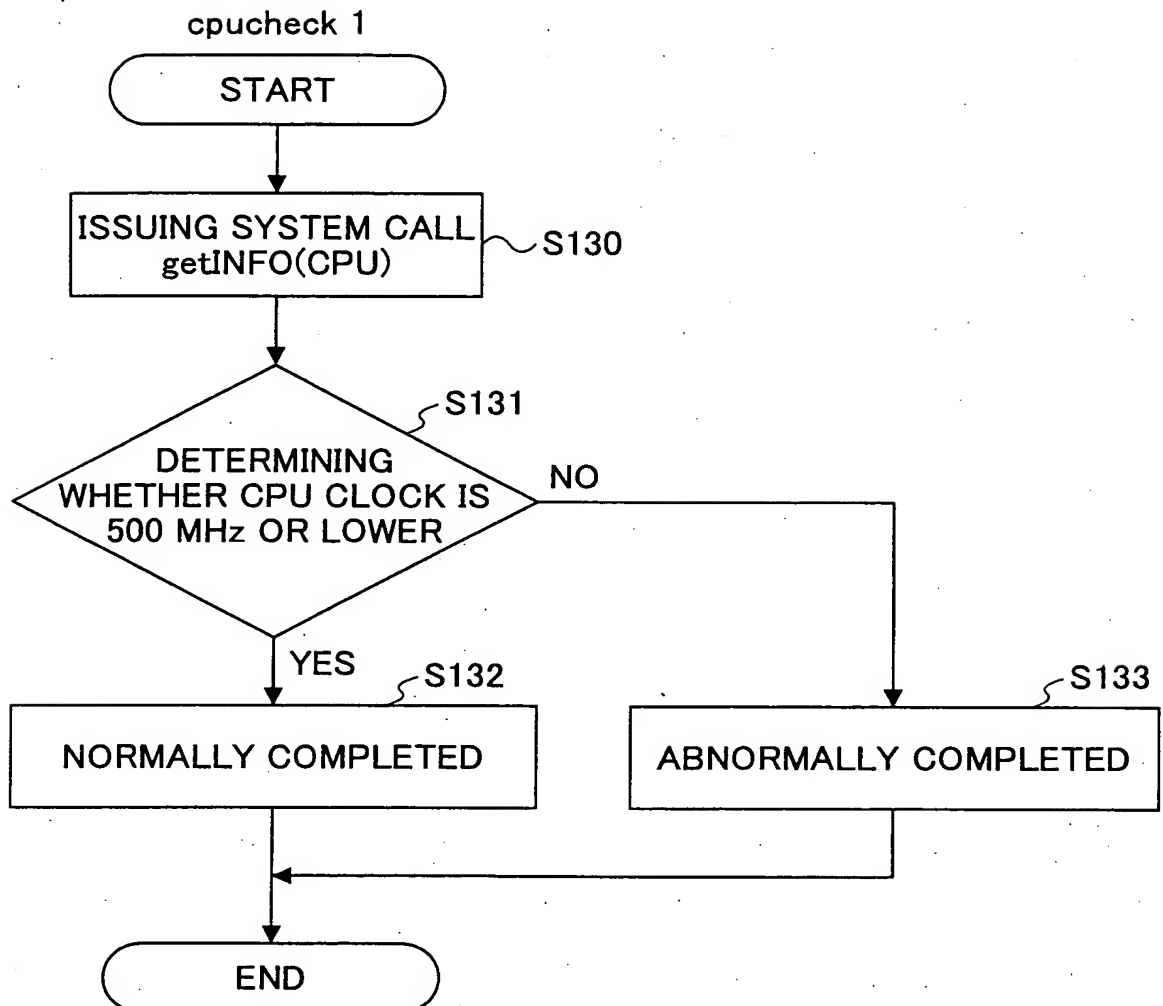 cpucheck 1
START
ISSUING SYSTEM CALL
getINFO(CPU)
S130
S131
DETERMINING
WHETHER CPU CLOCK IS
500 MHz OR LOWER
NO
YES
S132
S133
NORMALLY COMPLETED
ABNORMALLY COMPLETED
END